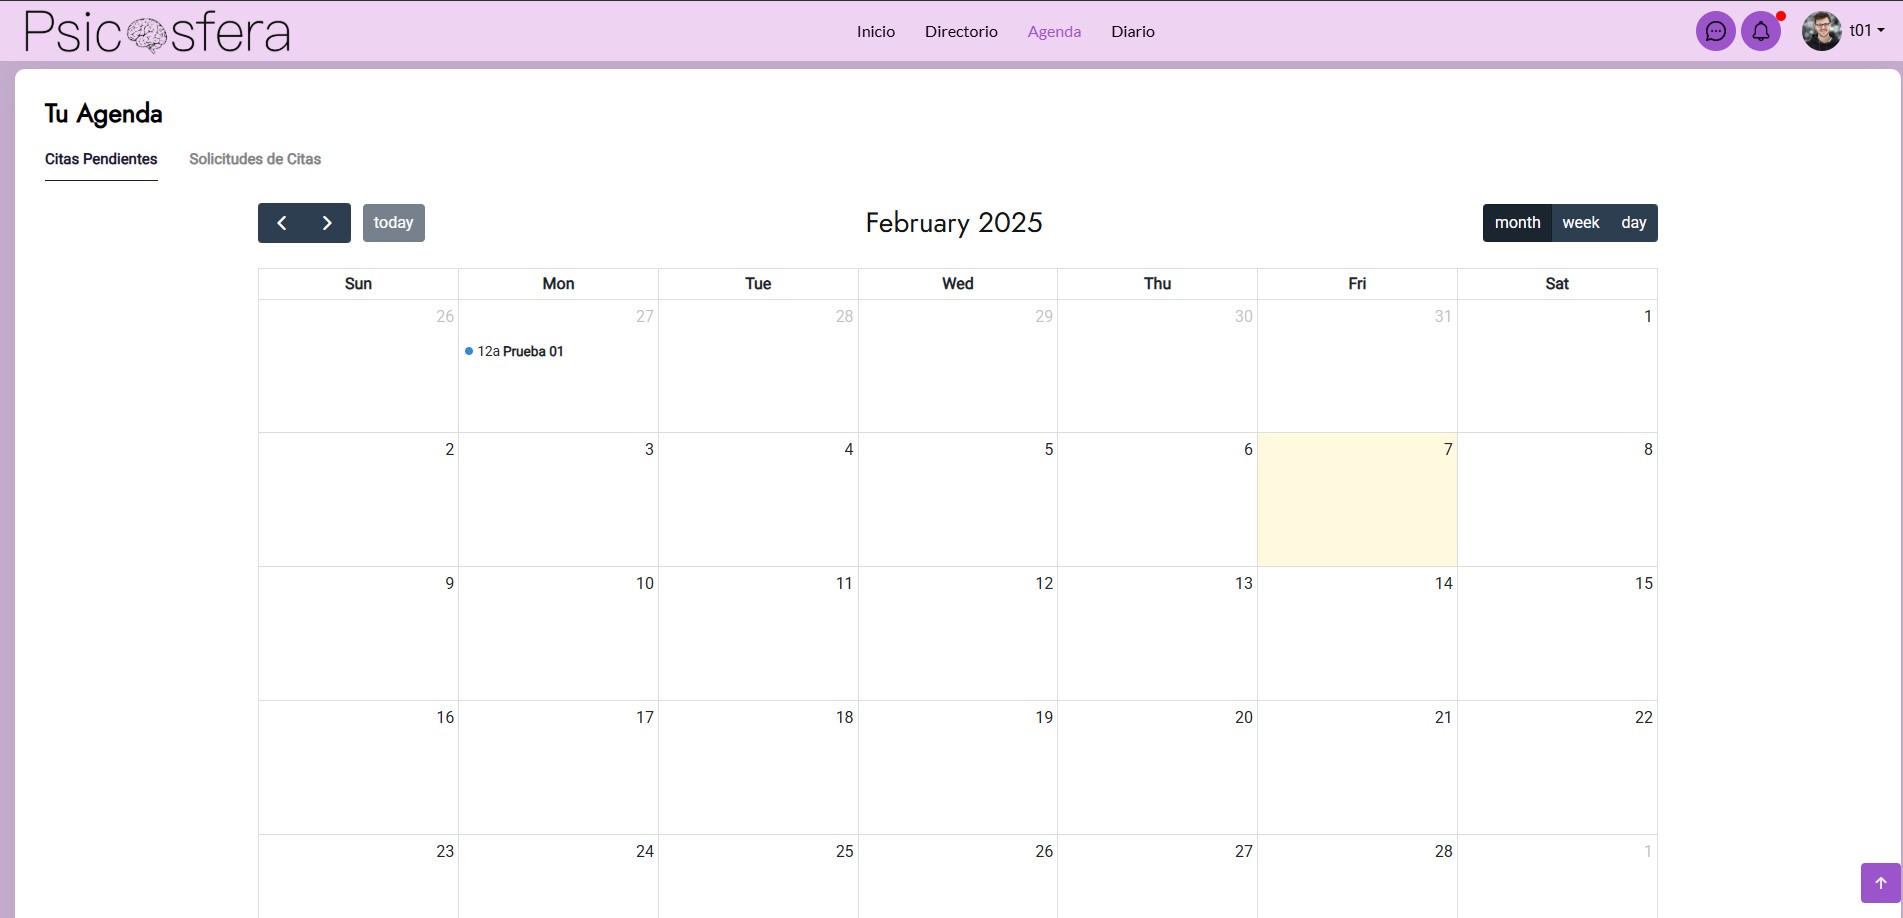 Psicosfera
Inicio Directorio Agenda Diario
t01
Tu Agenda
Citas Pendientes Solicitudes de Citas
today February 2025 month week day
Sun Mon Tue Wed Thu Fri Sat
26 27 28 29 30 31 1
12a Prueba 01
2 3 4 5 6 7 8
9 10 11 12 13 14 15
16 17 18 19 20 21 22
23 24 25 26 27 28 1